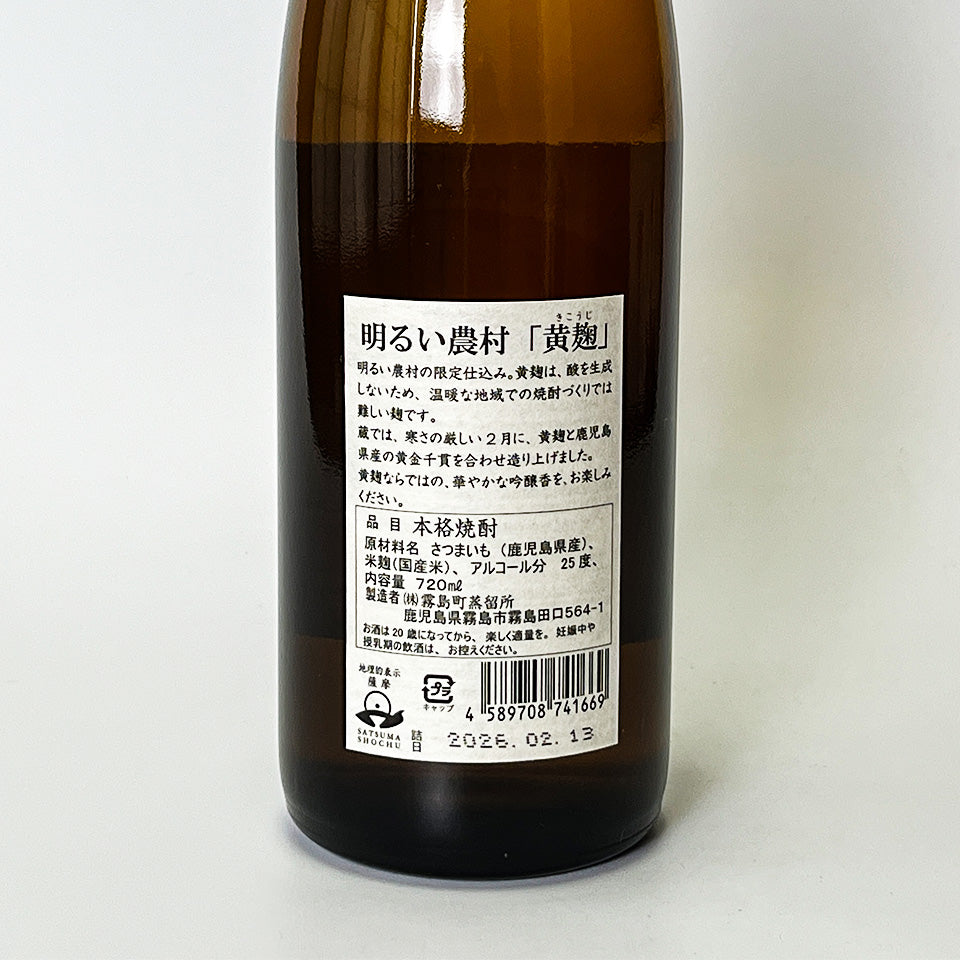 きこうじ
明るい農村「黄麹」
明るい農村の限定仕込み。黄麹は、酸を生成
しないため、温暖な地域での焼酎づくりでは
難しい麹です。
蔵では、寒さの厳しい2月に、黄麹と鹿児島
県産の黄金千貫を合わせ造り上げました。
黄麹ならではの、華やかな吟醸香を、お楽しみ
ください。
品目 本格焼酎
原材料名 さつまいも(鹿児島県産)、
米麹(国産米)、アルコール分 25度、
内容量 720㎖
製造者 ㈱霧島町蒸留所
鹿児島県霧島市霧島田口564-1
お酒は20歳になってから、楽しく適量を。妊娠中や
授乳期の飲酒は、お控えください。
地理的表示
薩摩
SATSUMA
SHOCHU
プラ
キャップ
4 589708 741669
詰日 2026.02.13